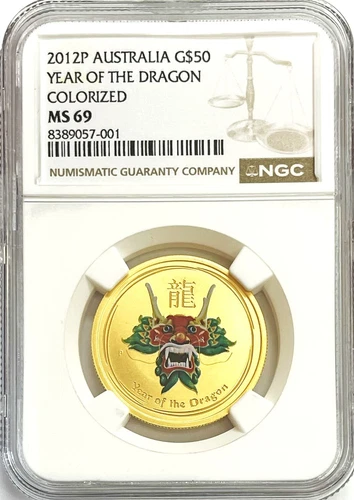 2012P AUSTRALIA G$50
YEAR OF THE DRAGON
COLORIZED
MS 69
8389057-001
NUMISMATIC GUARANTY COMPANY
NGC
龍
P
Year of the Dragon